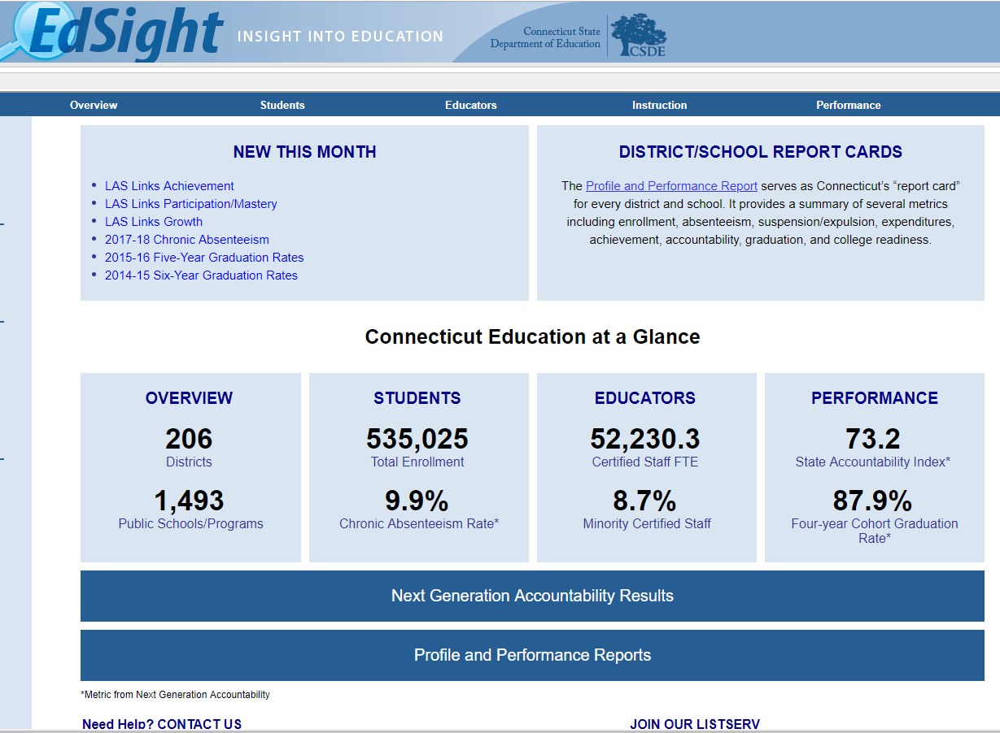 EdSight
INSIGHT INTO EDUCATION
Connecticut State
Department of Education
CSDE
Overview
Students
Educators
Instruction
Performance
NEW THIS MONTH
• LAS Links Achievement
• LAS Links Participation/Mastery
• LAS Links Growth
• 2017-18 Chronic Absenteeism
• 2015-16 Five-Year Graduation Rates
• 2014-15 Six-Year Graduation Rates
DISTRICT/SCHOOL REPORT CARDS
The Profile and Performance Report serves as Connecticut’s “report card”
for every district and school. It provides a summary of several metrics
including enrollment, absenteeism, suspension/expulsion, expenditures,
achievement, accountability, graduation, and college readiness.
Connecticut Education at a Glance
OVERVIEW
206
Districts
1,493
Public Schools/Programs
STUDENTS
535,025
Total Enrollment
9.9%
Chronic Absenteeism Rate*
EDUCATORS
52,230.3
Certified Staff FTE
8.7%
Minority Certified Staff
PERFORMANCE
73.2
State Accountability Index*
87.9%
Four-year Cohort Graduation
Rate*
Next Generation Accountability Results
Profile and Performance Reports
*Metric from Next Generation Accountability
Need Help? CONTACT US
JOIN OUR LISTSERV